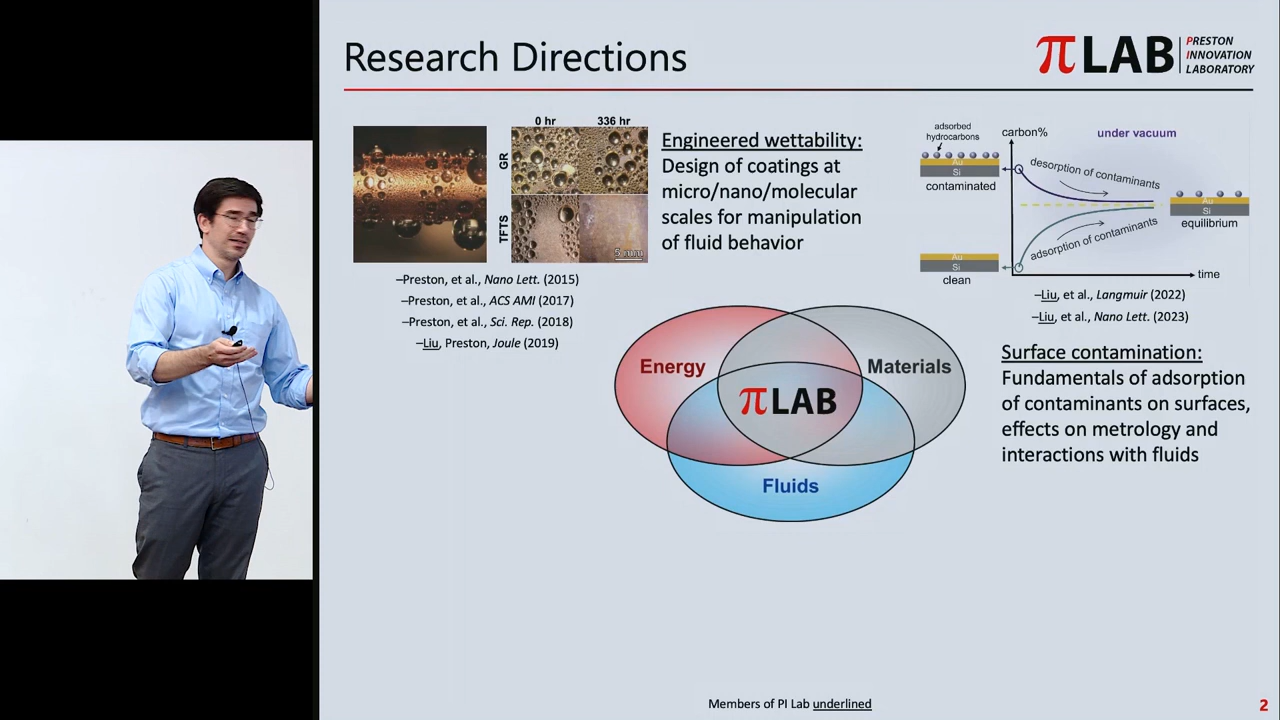 Research Directions
πLAB
PRESTON
INNOVATION
LABORATORY
0 hr 336 hr
GR
TFTS
5 mm
–Preston, et al., Nano Lett. (2015)
–Preston, et al., ACS AMI (2017)
–Preston, et al., Sci. Rep. (2018)
–Liu, Preston, Joule (2019)
Engineered wettability:
Design of coatings at
micro/nano/molecular
scales for manipulation
of fluid behavior
adsorbed
hydrocarbons
Au
Si
contaminated
carbon%
under vacuum
desorption of contaminants
adsorption of contaminants
Au
Si
equilibrium
Au
Si
clean
time
–Liu, et al., Langmuir (2022)
–Liu, et al., Nano Lett. (2023)
Surface contamination:
Fundamentals of adsorption
of contaminants on surfaces,
effects on metrology and
interactions with fluids
Energy
Materials
πLAB
Fluids
Members of PI Lab underlined
2